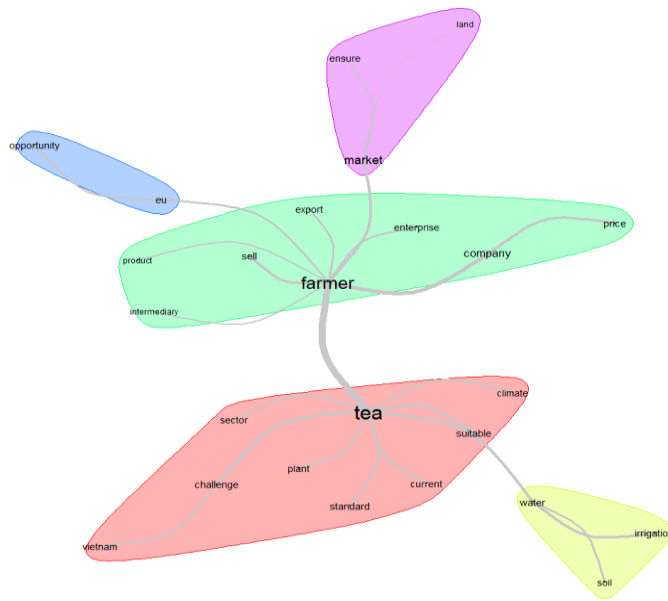 land
ensure
opportunity
market
eu
export
price
enterprise
company
product
sell
farmer
intermediary
climate
tea
sector
suitable
plant
challenge
current
water
standard
irrigatio
vietnam
soil